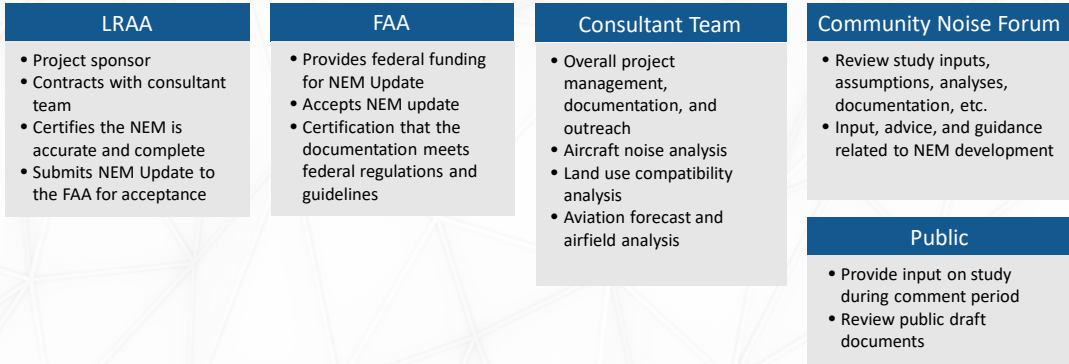 LRAA
• Project sponsor
• Contracts with consultant
team
• Certifies the NEM is
accurate and complete
• Submits NEM Update to
the FAA for acceptance
FAA
• Provides federal funding
for NEM Update
• Accepts NEM update
• Certification that the
documentation meets
federal regulations and
guidelines
Consultant Team
• Overall project
management,
documentation, and
outreach
• Aircraft noise analysis
• Land use compatibility
analysis
• Aviation forecast and
airfield analysis
Community Noise Forum
• Review study inputs,
assumptions, analyses,
documentation, etc.
• Input, advice, and guidance
related to NEM development
Public
• Provide input on study
during comment period
• Review public draft
documents